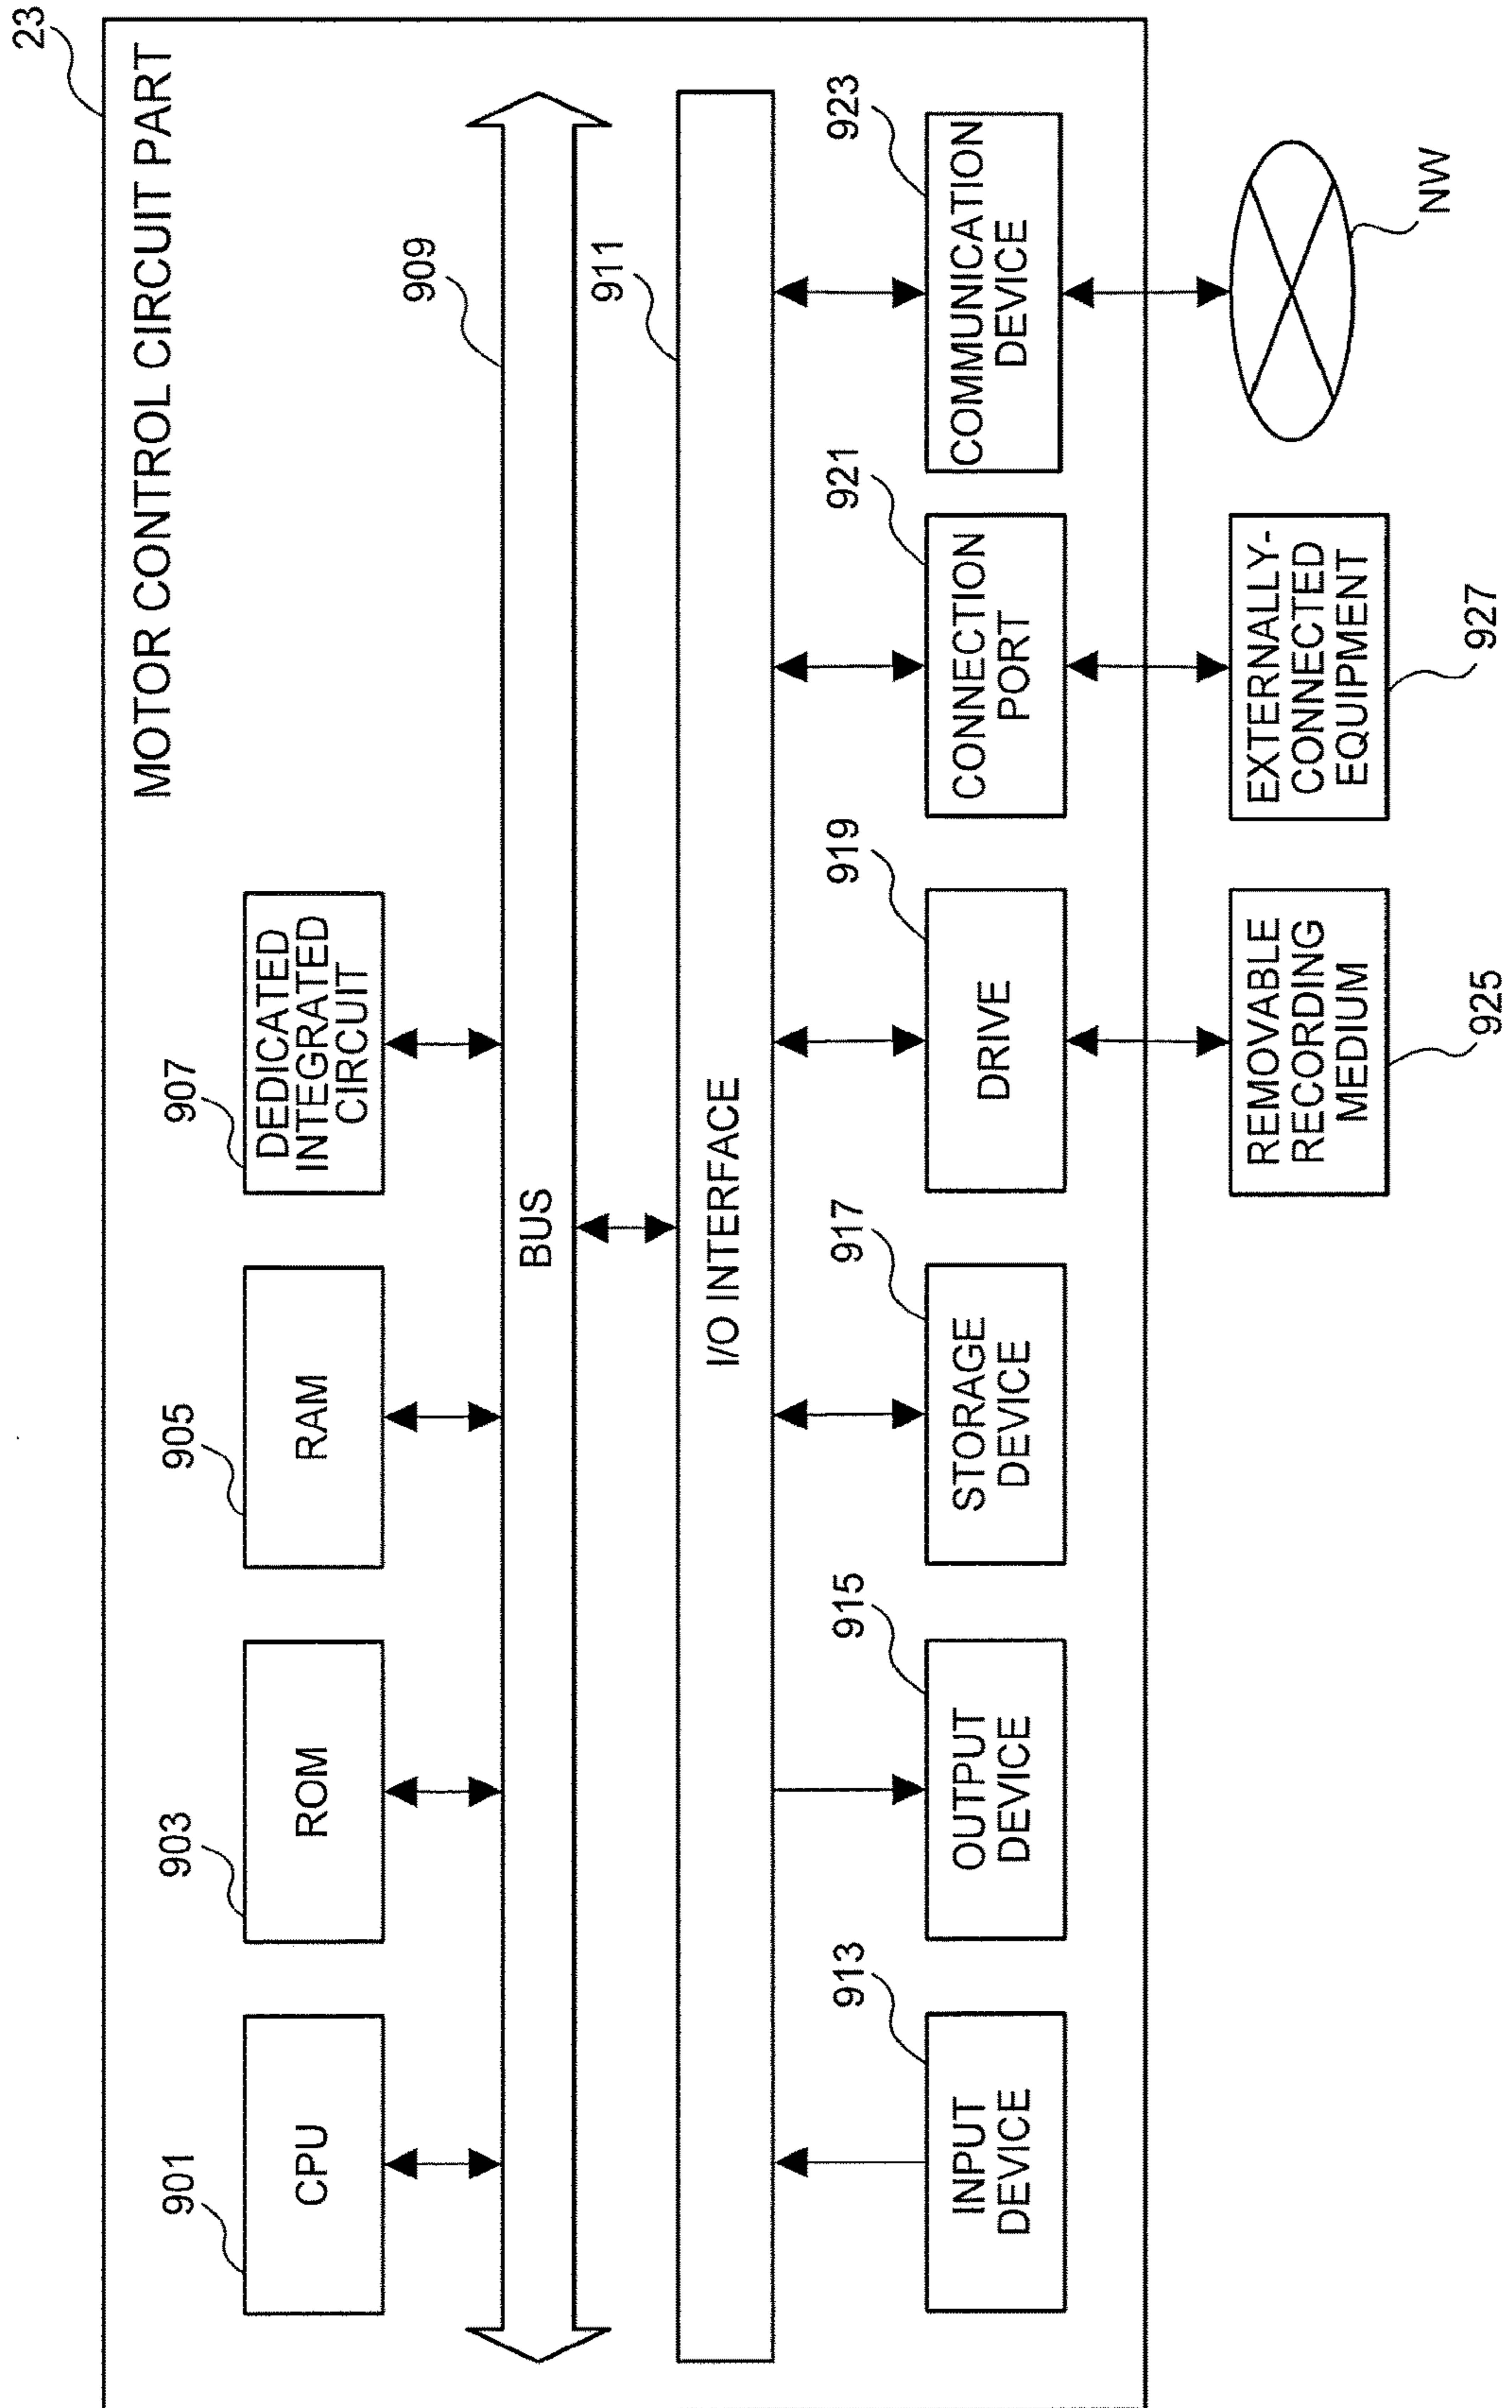 23
MOTOR CONTROL CIRCUIT PART
901
CPU
903
ROM
905
RAM
907
DEDICATED
INTEGRATED
CIRCUIT
909
BUS
911
I/O INTERFACE
913
INPUT
DEVICE
915
OUTPUT
DEVICE
917
STORAGE
DEVICE
919
DRIVE
921
CONNECTION
PORT
923
COMMUNICATION
DEVICE
REMOVABLE
RECORDING
MEDIUM
925
EXTERNALLY-
CONNECTED
EQUIPMENT
927
NW